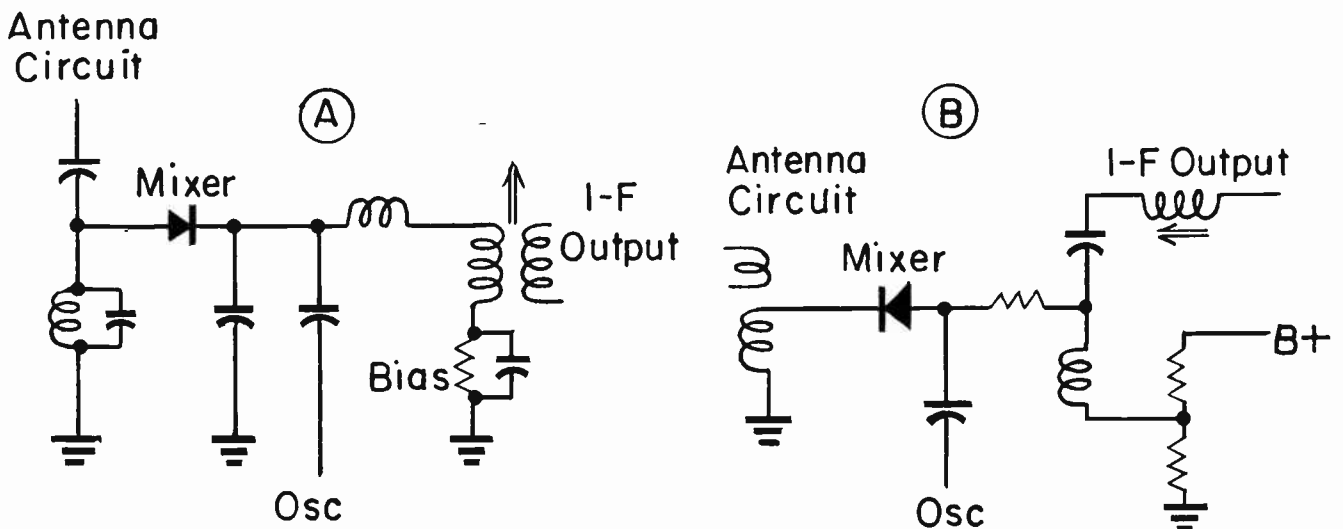 Antenna
Circuit
A
Mixer
I-F
Output
Bias
Osc
B
Antenna
Circuit
I-F Output
Mixer
B+
Osc